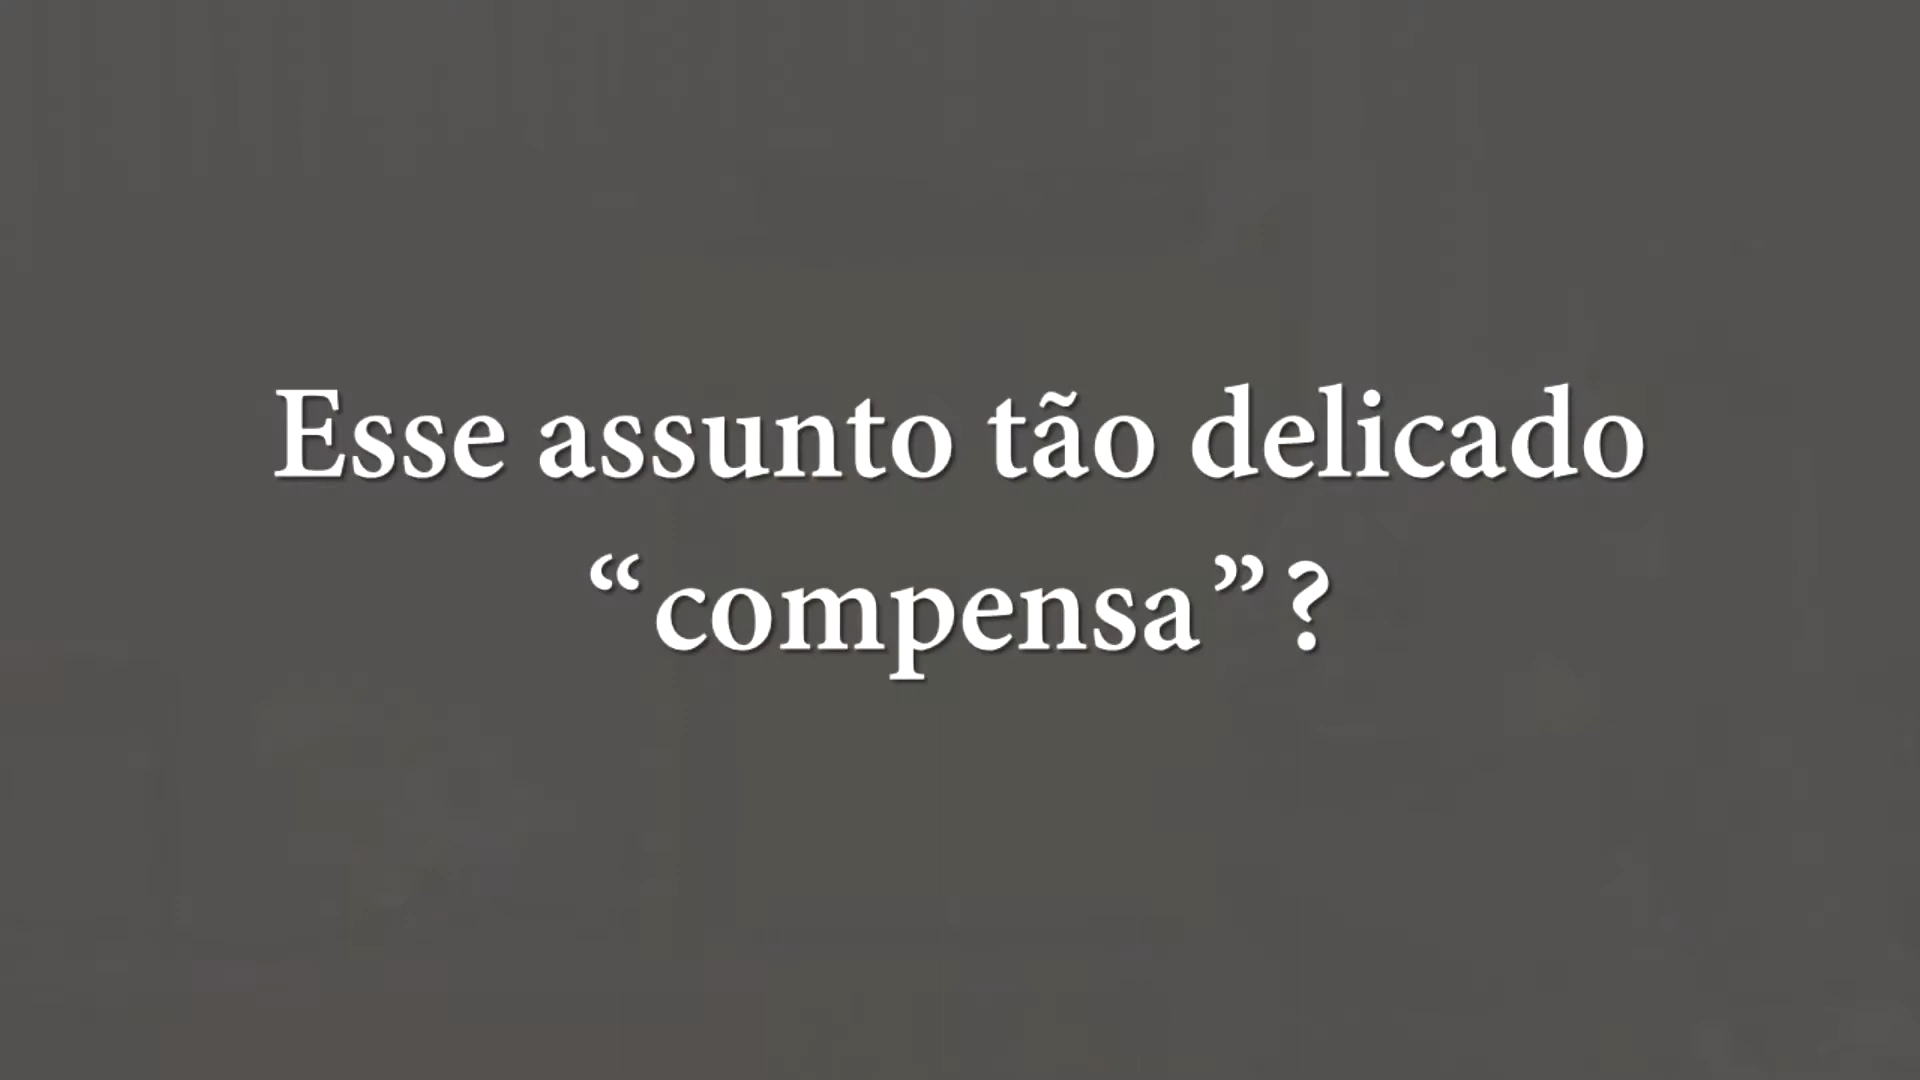 Esse assunto tão delicado
“compensa”?